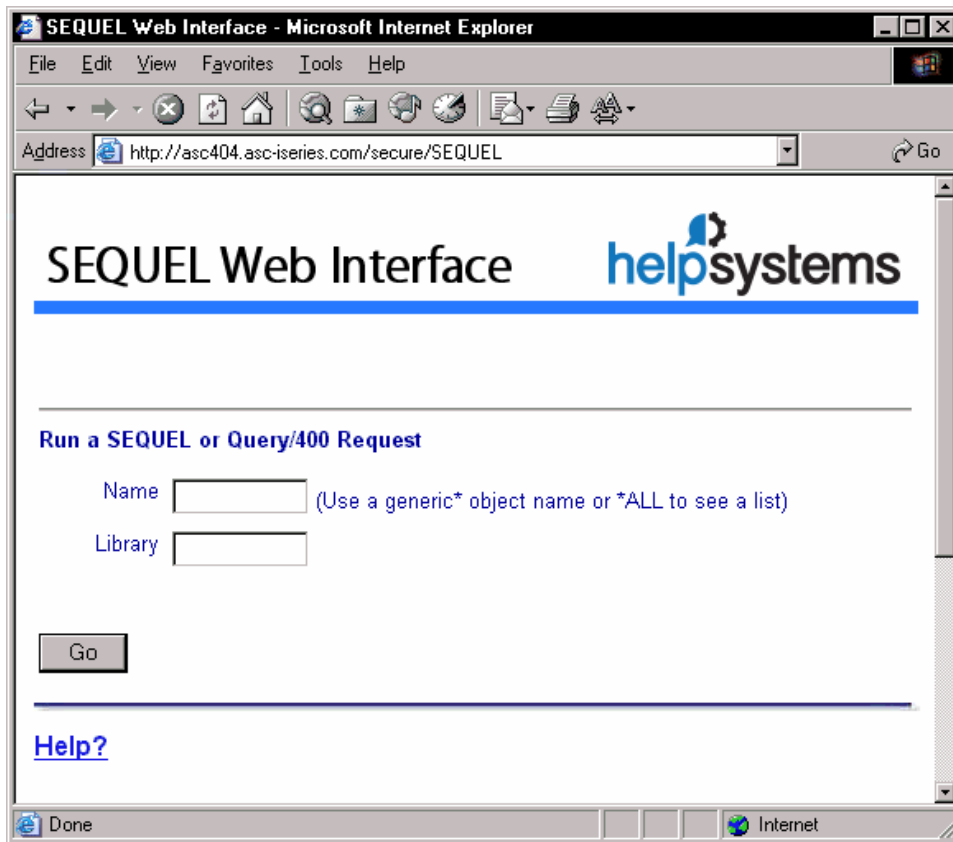 SEQUEL Web Interface - Microsoft Internet Explorer
File Edit View Favorites Tools Help
Address http://asc404.asc-iseries.com/secure/SEQUEL Go
SEQUEL Web Interface helpsystems
Run a SEQUEL or Query/400 Request
Name (Use a generic* object name or *ALL to see a list)
Library
Go
Help?
Done Internet